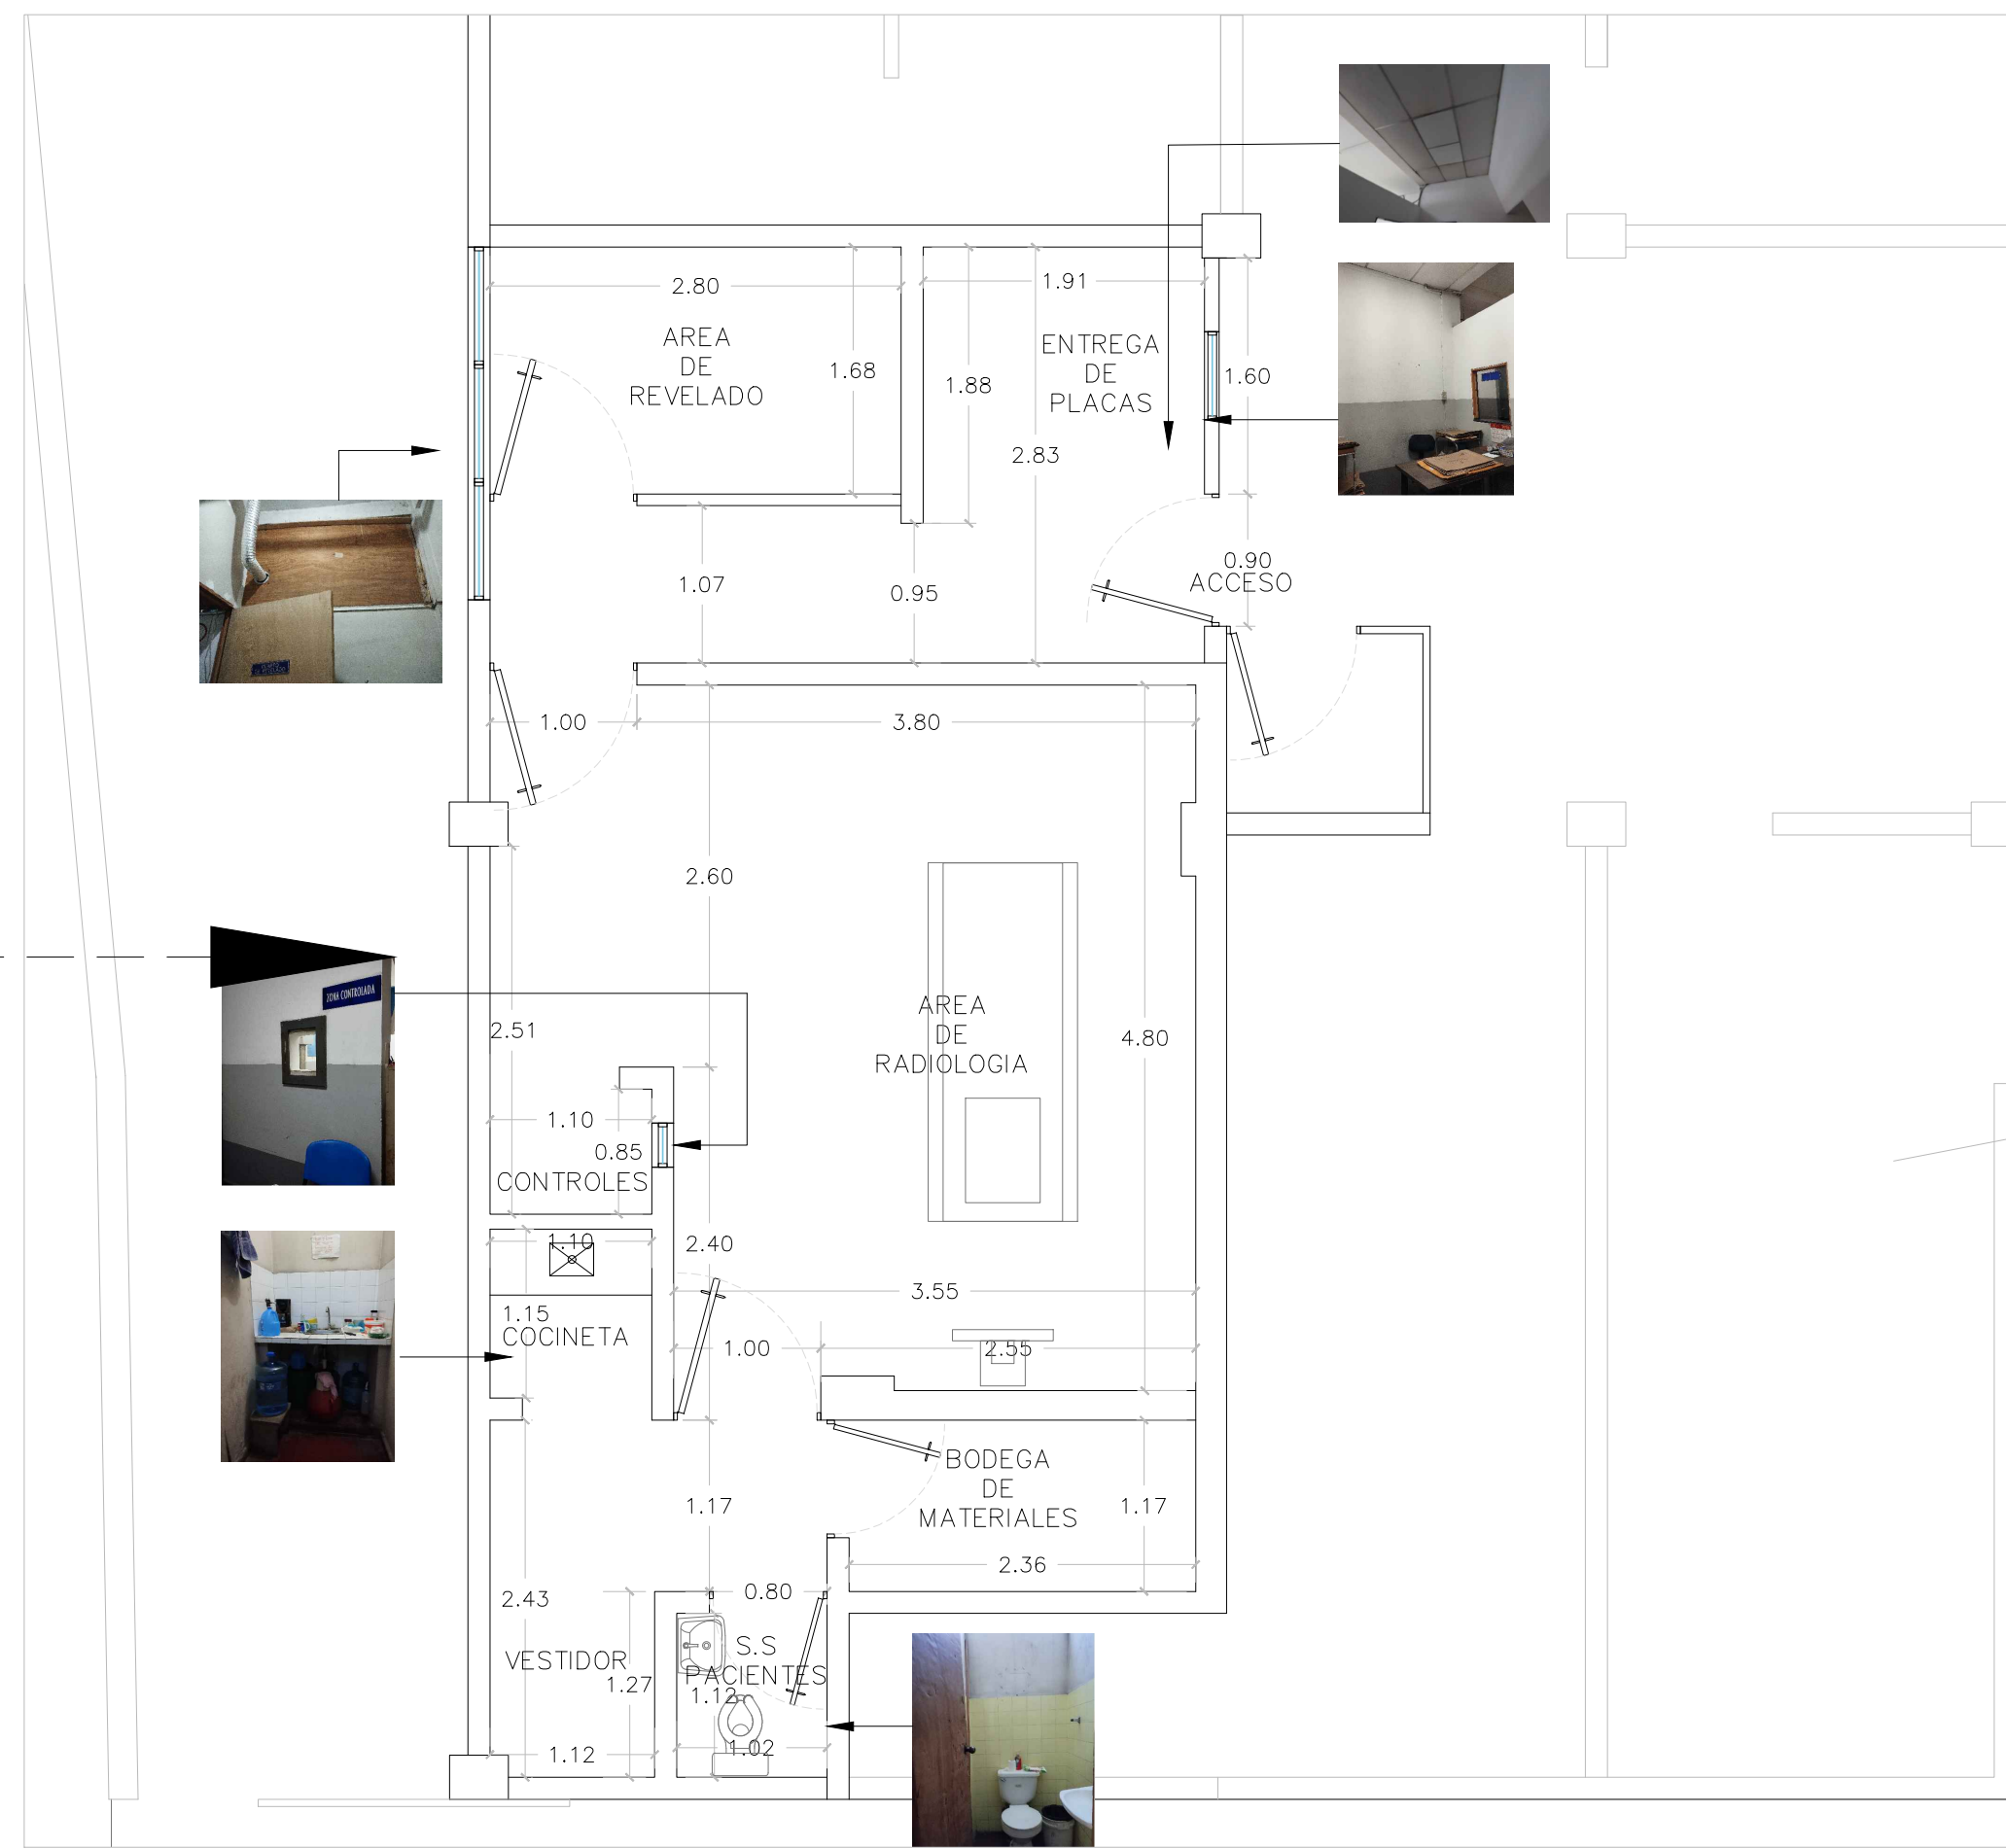 2.80
1.91
AREA
DE
REVELADO
ENTREGA
DE
PLACAS
1.68
1.88
1.60
2.83
0.90
ACCESO
1.07
0.95
1.00
3.80
2.60
ZONA CONTROLADA
AREA
DE
RADIOLOGIA
2.51
4.80
1.10
0.85
CONTROLES
1.10
2.40
3.55
1.15
COCINETA
1.00
2.55
BODEGA
DE
MATERIALES
1.17
1.17
2.36
2.43
0.80
VESTIDOR
S.S
PACIENTES
1.27
1.12
1.12
1.02